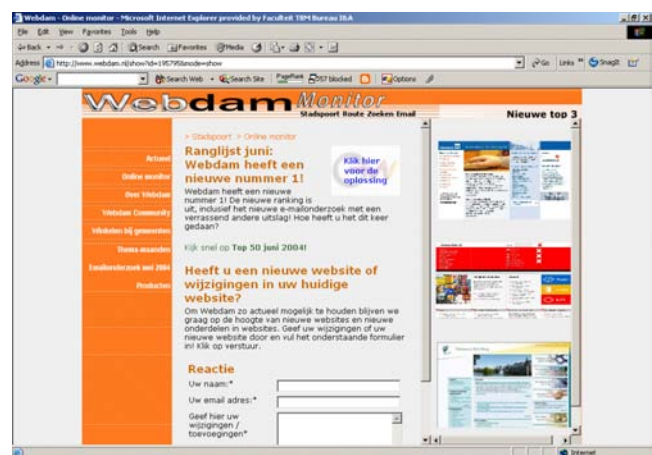 Webdam - Online monitor - Microsoft Internet Explorer provided by Faculteit TBM Bureau I&A
File Edit View Favorites Tools Help
Back Search Favorites Media
Address http://www.webdam.nl/show?id=195795&mode=show Go Links SnagIt
Google Search Web Search Site PageRank 557 blocked Options
Webdam Monitor
Stadspoort Route Zoeken Email
Nieuwe top 3
> Stadspoort > Online monitor
Actueel
Online monitor
Over Webdam
Webdam Community
Winkelen bij gemeenten
Thema maanden
Emailonderzoek mei 2004
Producten
Ranglijst juni:
Webdam heeft een
nieuwe nummer 1!
Klik hier
voor de
oplossing
Webdam heeft een nieuwe
nummer 1! De nieuwe ranking is
uit, inclusief het nieuwe e-mailonderzoek met een
verrassend andere uitslag! Hoe heeft u het dit keer
gedaan?
Kijk snel op Top 50 juni 2004!
Heeft u een nieuwe website of
wijzigingen in uw huidige
website?
Om Webdam zo actueel mogelijk te houden blijven we
graag op de hoogte van nieuwe websites en nieuwe
onderdelen in websites. Geef uw wijzigingen of uw
nieuwe website door en vul het onderstaande formulier
in! Klik op verstuur.
Reactie
Uw naam:*
Uw email adres:*
Geef hier uw
wijzigingen /
toevoegingen*
Internet